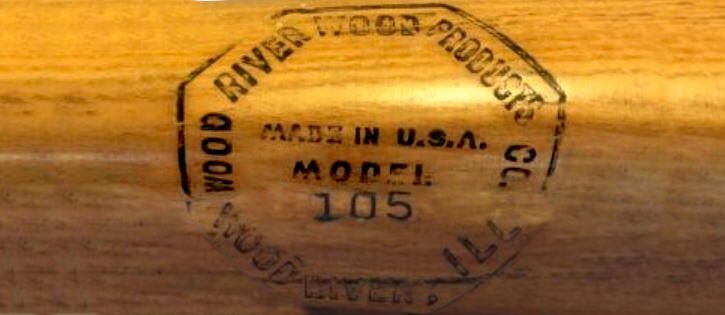 WOOD RIVER WOOD PRODUCTS CO.
MADE IN U.S.A.
MODEL
105
WOOD RIVER, ILL